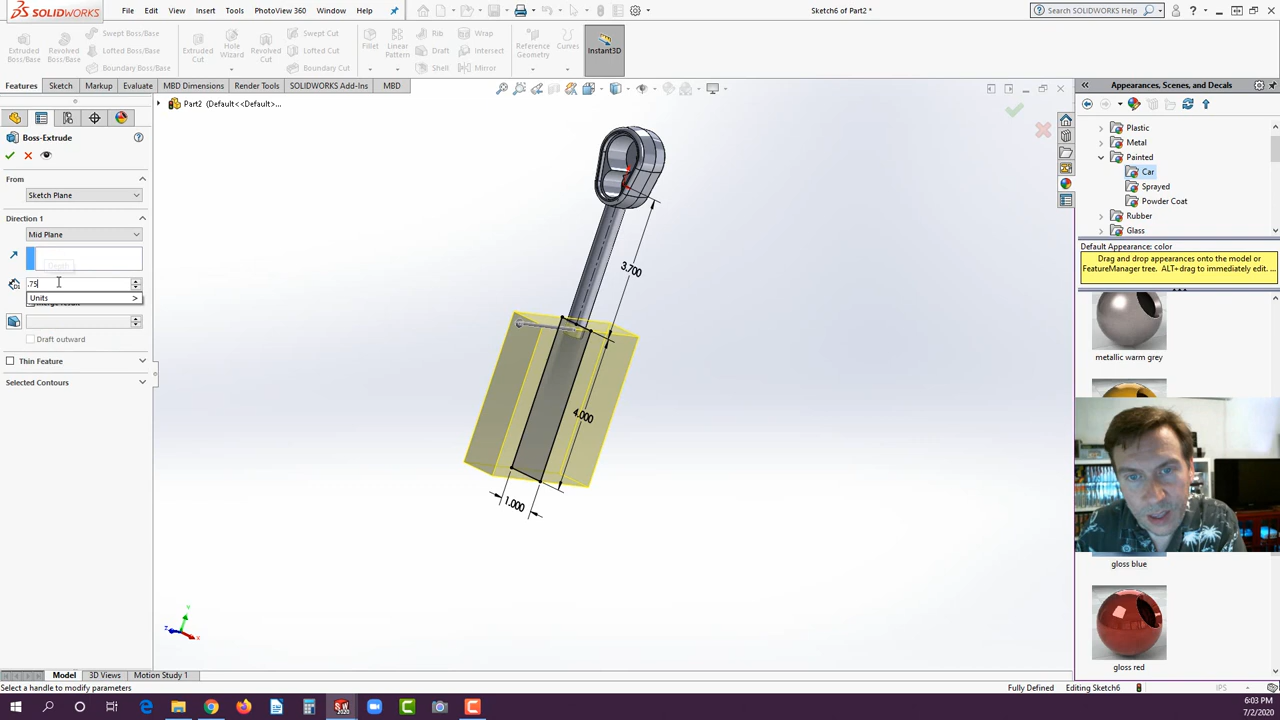 SOLIDWORKS
File Edit View Insert Tools PhotoView 360 Window Help
Sketch6 of Part2 *
Search SOLIDWORKS Help
Extruded Boss/Base
Revolved Boss/Base
Swept Boss/Base
Lofted Boss/Base
Boundary Boss/Base
Extruded Cut
Hole Wizard
Revolved Cut
Swept Cut
Lofted Cut
Boundary Cut
Fillet
Linear Pattern
Rib
Draft
Shell
Wrap
Intersect
Mirror
Reference Geometry
Curves
Instant3D
Features Sketch Markup Evaluate MBD Dimensions Render Tools SOLIDWORKS Add-Ins MBD
Part2 (Default<<Default>...
Boss-Extrude
From
Sketch Plane
Direction 1
Mid Plane
Depth
.75
Units >
Merge result
Draft outward
Thin Feature
Selected Contours
3.700
4.000
1.000
Y
Z
X
Appearances, Scenes, and Decals
Plastic
Metal
Painted
Car
Sprayed
Powder Coat
Rubber
Glass
Default Appearance: color
Drag and drop appearances onto the model or FeatureManager tree. ALT+drag to immediately edit. ...
metallic warm grey
gloss blue
gloss red
Model 3D Views Motion Study 1
Select a handle to modify parameters
Fully Defined Editing Sketch6 IPS
6:03 PM
7/2/2020